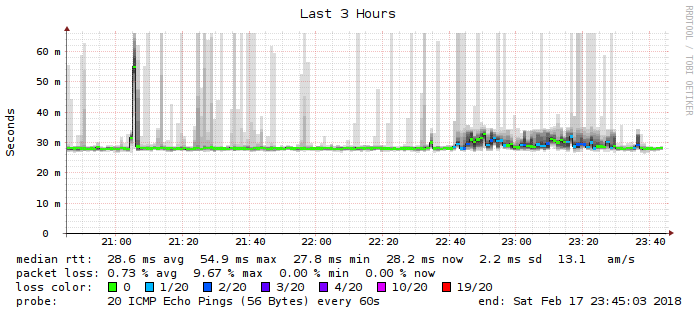 Last 3 Hours
RRDTOOL / TOBI OETIKER
Seconds
60 m
50 m
40 m
30 m
20 m
10 m
0
21:00 21:20 21:40 22:00 22:20 22:40 23:00 23:20 23:40
median rtt: 28.6 ms avg 54.9 ms max 27.8 ms min 28.2 ms now 2.2 ms sd 13.1 am/s
packet loss: 0.73 % avg 9.67 % max 0.00 % min 0.00 % now
loss color: 0 1/20 2/20 3/20 4/20 10/20 19/20
probe: 20 ICMP Echo Pings (56 Bytes) every 60s end: Sat Feb 17 23:45:03 2018